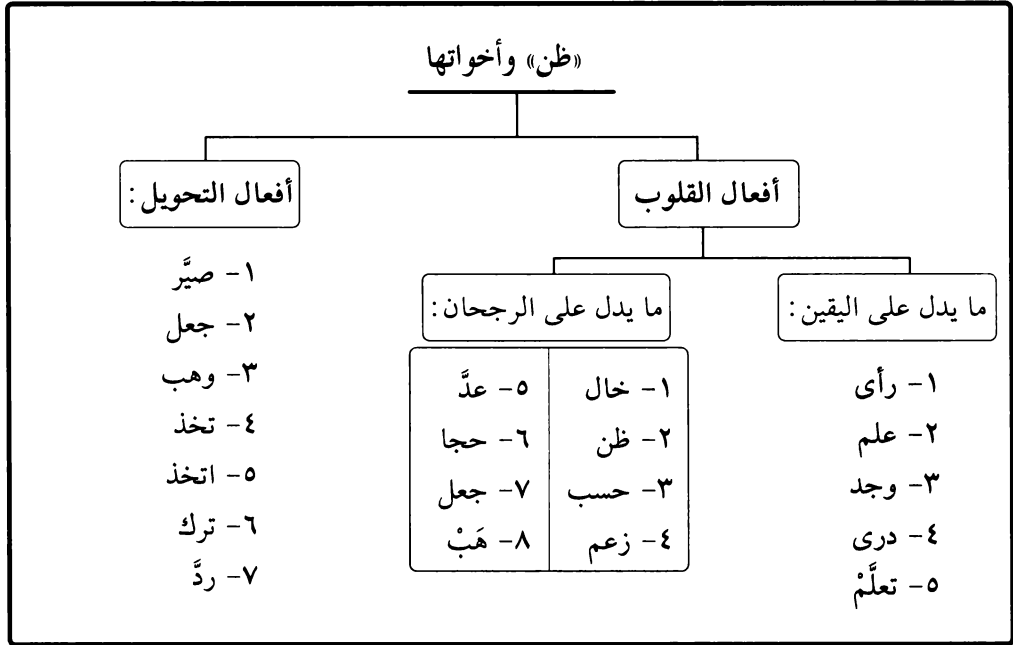 «ظن» وأخواتها
أفعال القلوب
أفعال التحويل:
ما يدل على اليقين:
١- رأى
٢- علم
٣- وجد
٤- درى
٥- تعلَّمْ
ما يدل على الرجحان:
١- خال
٢- ظن
٣- حسب
٤- زعم
٥- عدَّ
٦- حجا
٧- جعل
٨- هَبْ
١- صيَّر
٢- جعل
٣- وهب
٤- تخذ
٥- اتخذ
٦- ترك
٧- ردَّ